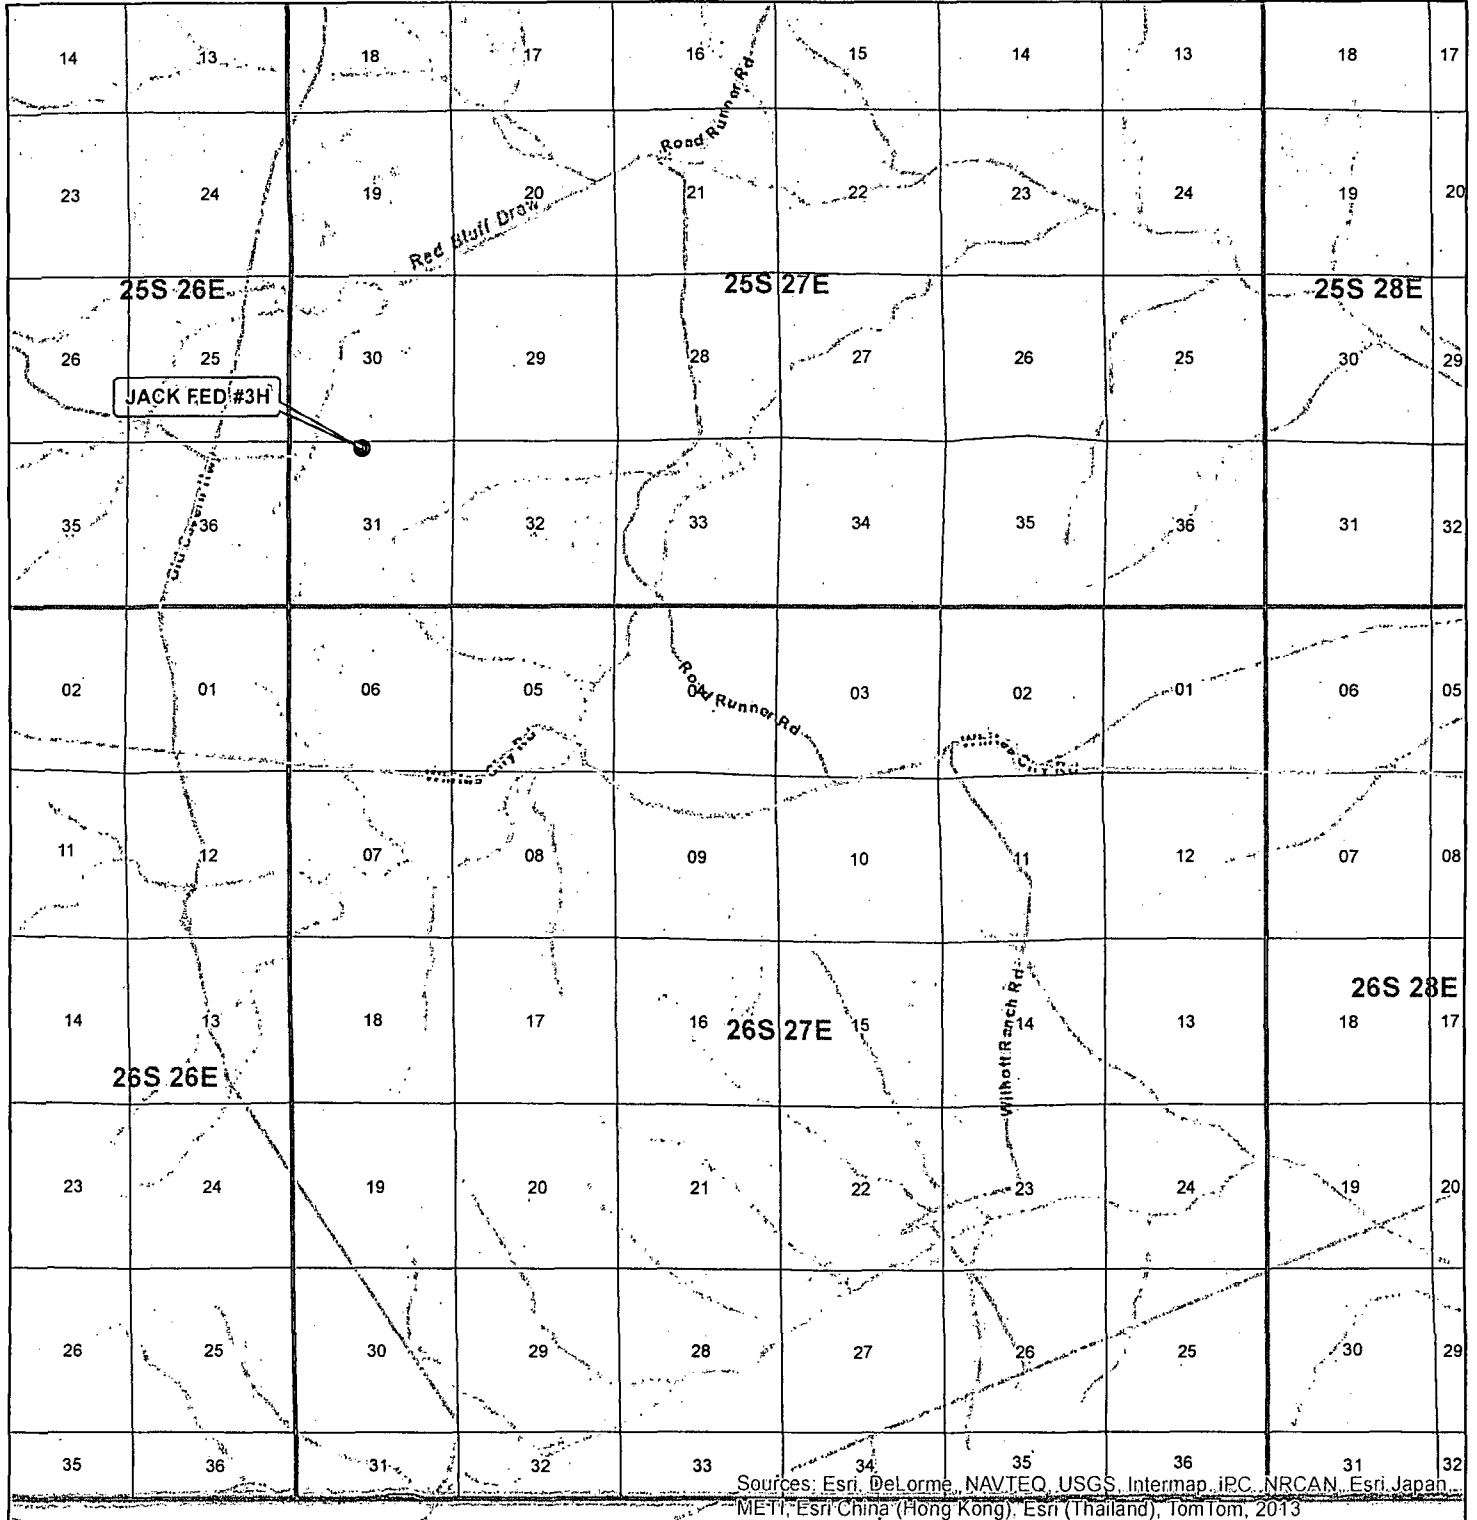 14 13 18 17 16 15 14 13 18 17
Road Runner Rd
23 24 19 20 21 22 23 24 19 20
Red Bluff Draw
25S 26E 25S 27E 25S 28E
26 25 30 29 28 27 26 25 30 29
JACK FED #3H
35 36 31 32 33 34 35 36 31 32
Old Cavern Hwy
02 01 06 05 04 03 02 01 06 05
Road Runner Rd
City Rd
City Rd
11 12 07 08 09 10 11 12 07 08
26S 28E
14 13 18 17 16 15 14 13 18 17
26S 27E
Ranch Rd
26S 26E
23 24 19 20 21 22 23 24 19 20
26 25 30 29 28 27 26 25 30 29
35 36 31 32 33 34 35 36 31 32
Sources: Esri, DeLorme, NAVTEQ, USGS, Intermap, iPC, NRCAN, Esri Japan,
METI, Esri China (Hong Kong), Esri (Thailand), TomTom, 2013